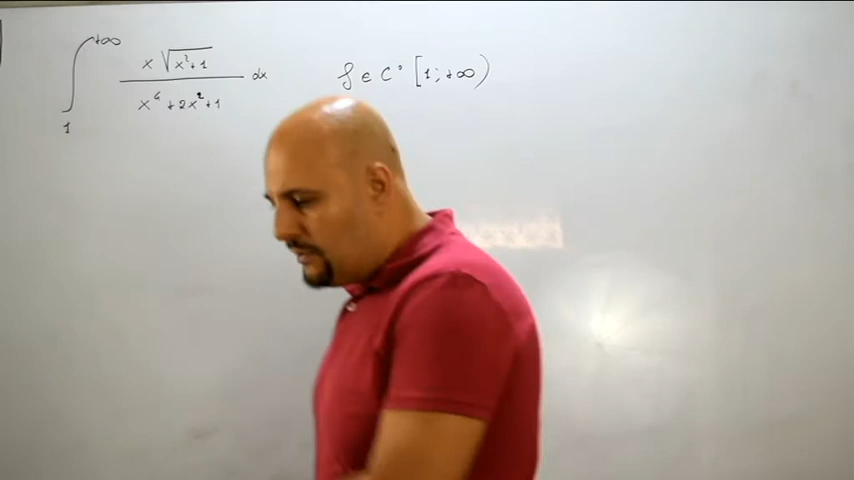 ∫₁^{+∞} x √(x²+1) / (x⁴ + 2x² + 1) dx    f ∈ C⁰ [1; +∞)